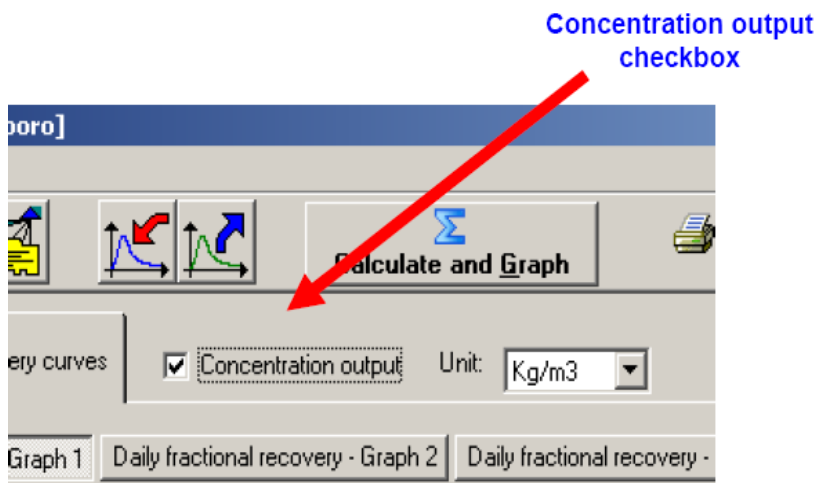 Concentration output
checkbox
boro]
Calculate and Graph
ery curves
Concentration output
Unit:
Kg/m3
Graph 1
Daily fractional recovery - Graph 2
Daily fractional recovery -